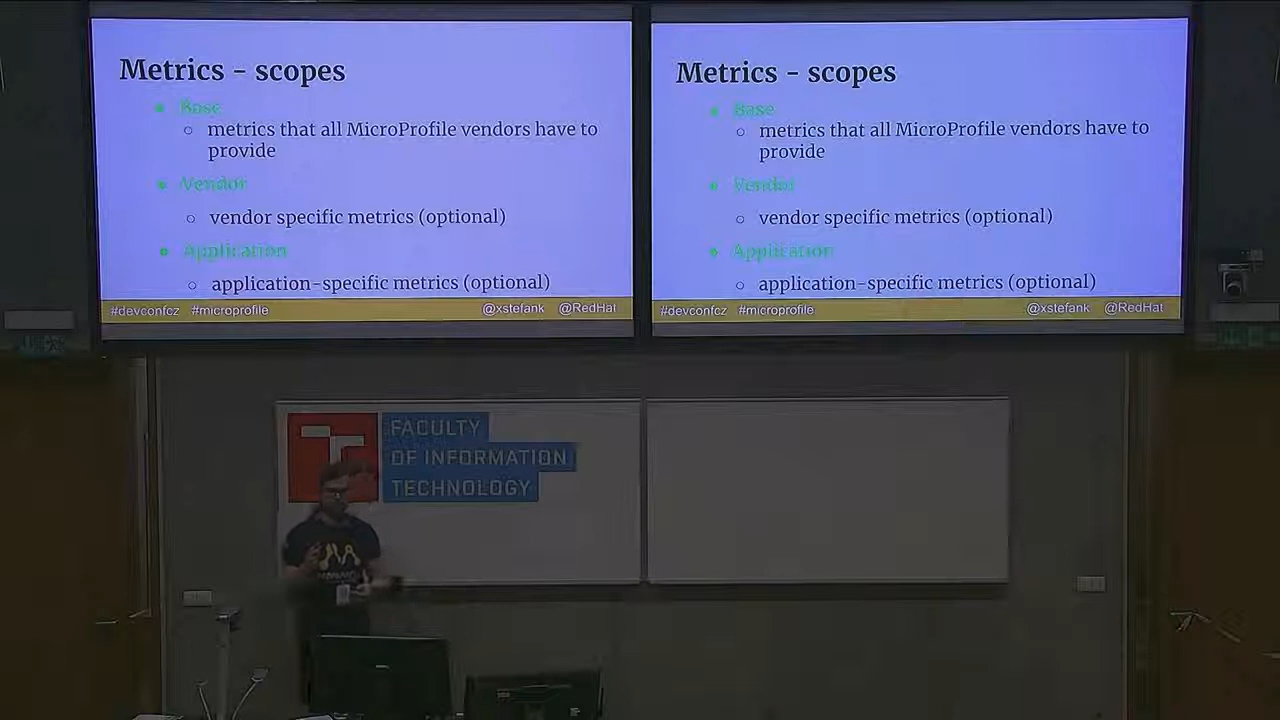 Metrics - scopes
Base
metrics that all MicroProfile vendors have to
provide
Vendor
vendor specific metrics (optional)
Application
application-specific metrics (optional)
#devconfcz #microprofile @xstefank @RedHat
Metrics - scopes
Base
metrics that all MicroProfile vendors have to
provide
Vendor
vendor specific metrics (optional)
Application
application-specific metrics (optional)
#devconfcz #microprofile @xstefank @RedHat
FACULTY
OF INFORMATION
TECHNOLOGY